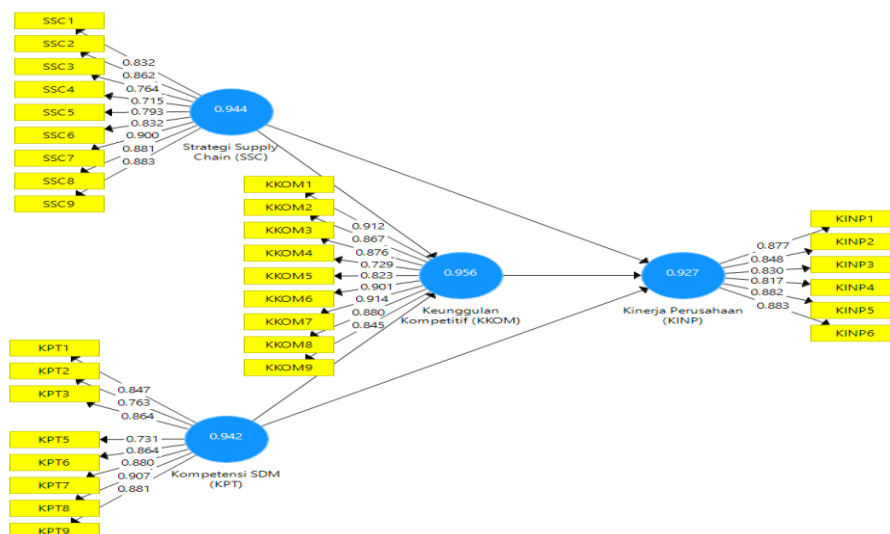 SSC1
SSC2
SSC3
SSC4
SSC5
SSC6
SSC7
SSC8
SSC9
0.832
0.862
0.764
0.715
0.793
0.832
0.900
0.881
0.883
0.944
Strategi Supply
Chain (SSC)
KKOM1
KKOM2
KKOM3
KKOM4
KKOM5
KKOM6
KKOM7
KKOM8
KKOM9
0.912
0.867
0.876
0.729
0.823
0.901
0.914
0.880
0.845
0.956
Keunggulan
Kompetitif (KKOM)
0.927
Kinerja Perusahaan
(KINP)
0.877
0.848
0.830
0.817
0.882
0.883
KINP1
KINP2
KINP3
KINP4
KINP5
KINP6
KPT1
KPT2
KPT3
KPT5
KPT6
KPT7
KPT8
KPT9
0.847
0.763
0.864
0.731
0.864
0.880
0.907
0.881
0.942
Kompetensi SDM
(KPT)